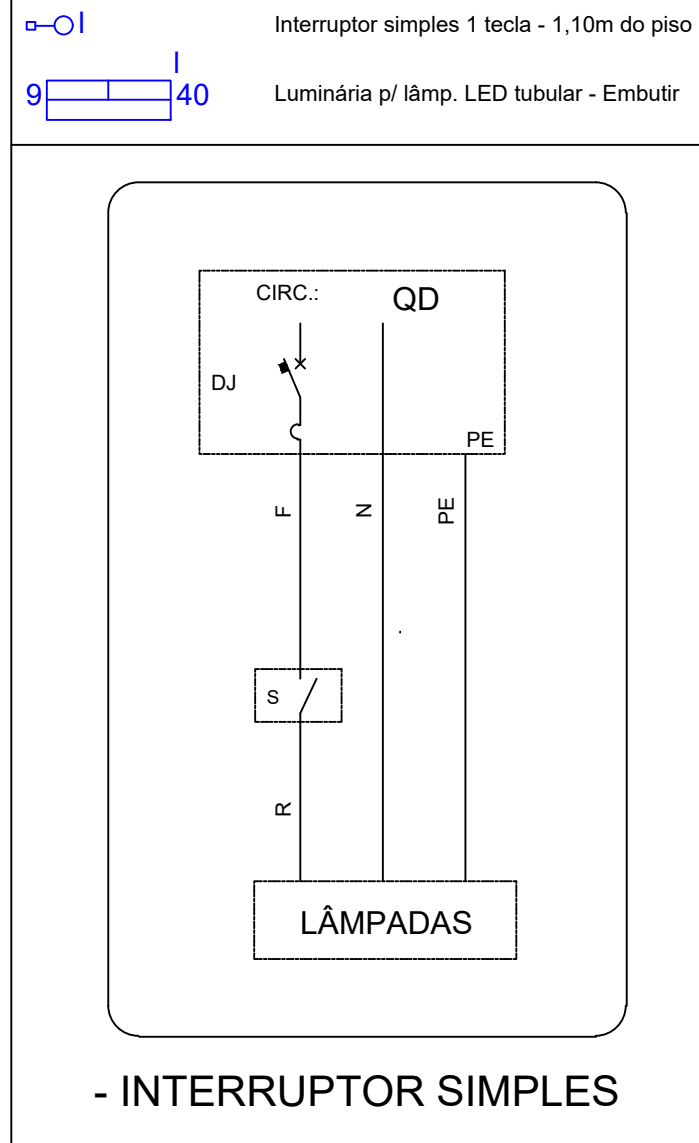 I Interruptor simples 1 tecla - 1,10m do piso
I
9 40 Luminária p/ lâmp. LED tubular - Embutir
CIRC.: QD
DJ
PE
F N PE
S
R
LÂMPADAS
- INTERRUPTOR SIMPLES